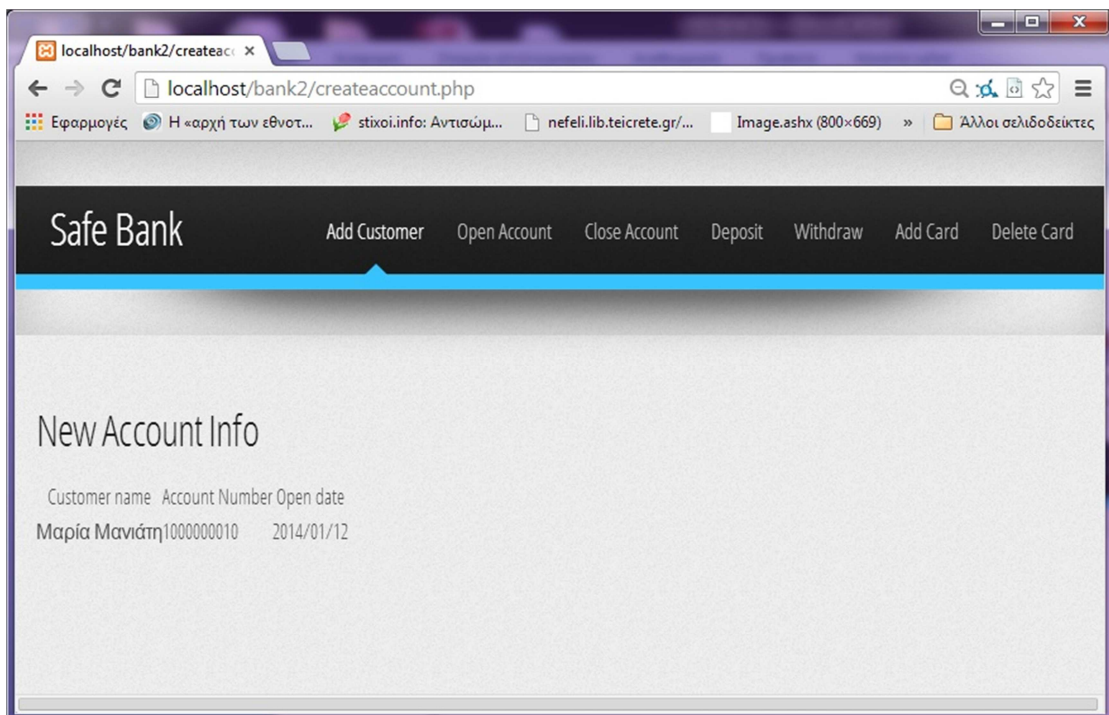 localhost/bank2/createacc
localhost/bank2/createaccount.php
Εφαρμογές Η «αρχή των εθνοτ... stixoi.info: Αντισώμ... nefeli.lib.teicrete.gr/... Image.ashx (800×669) » Άλλοι σελιδοδείκτες
Safe Bank Add Customer Open Account Close Account Deposit Withdraw Add Card Delete Card
New Account Info
Customer name Account Number Open date
Μαρία Μανιάτη 1000000010 2014/01/12